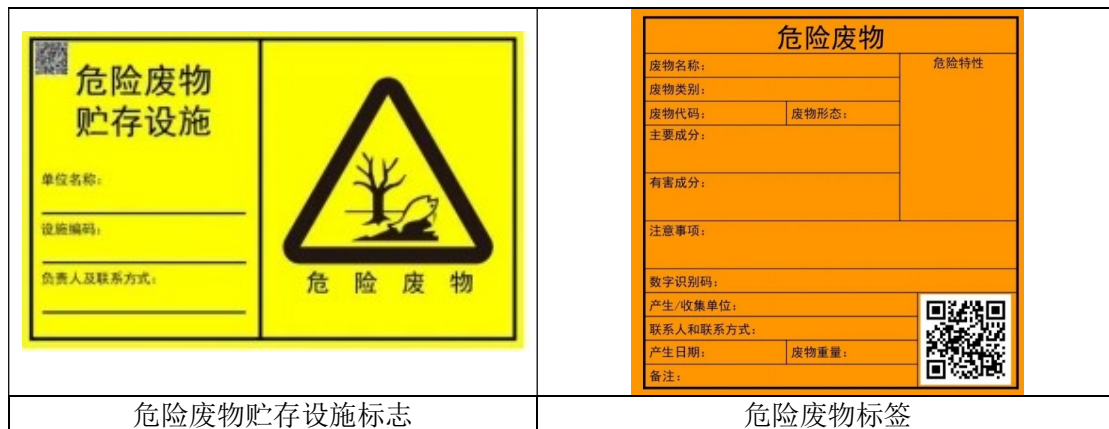 危险废物
贮存设施
单位名称：
设施编码：
负责人及联系方式：
危险废物
危险废物
废物名称：
危险特性
废物类别：
废物代码：
废物形态：
主要成分：
有害成分：
注意事项：
数字识别码：
产生/收集单位：
联系人和联系方式：
产生日期：
废物重量：
备注：
危险废物贮存设施标志
危险废物标签